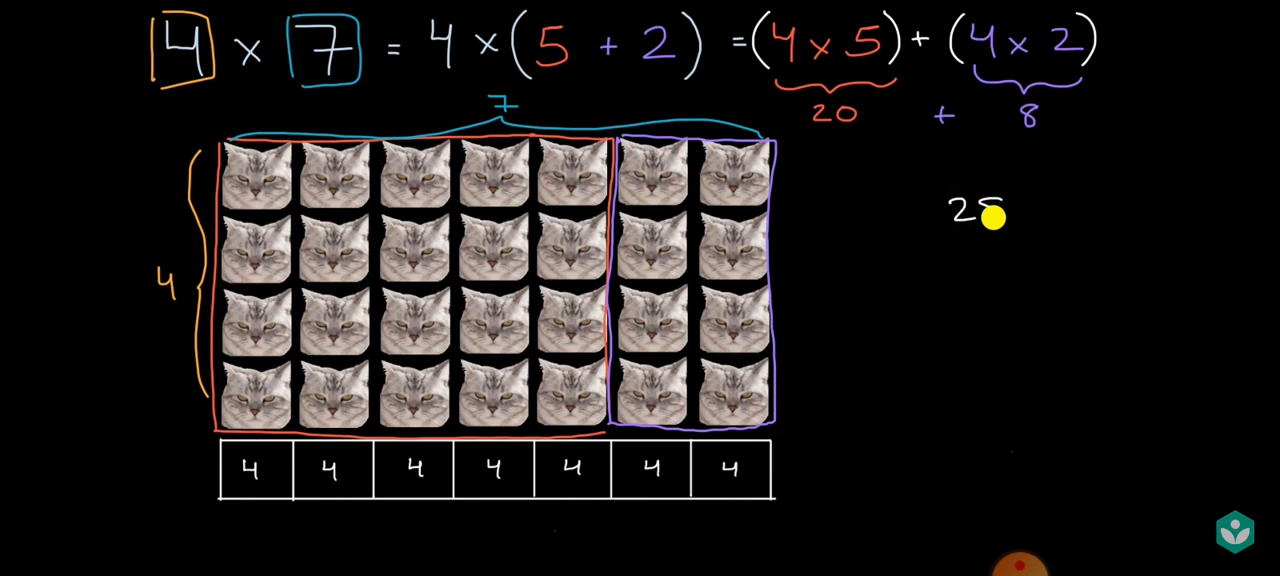 4 × 7 = 4 × (5 + 2) = (4 × 5) + (4 × 2)
7
20 + 8
2
4
4 4 4 4 4 4 4